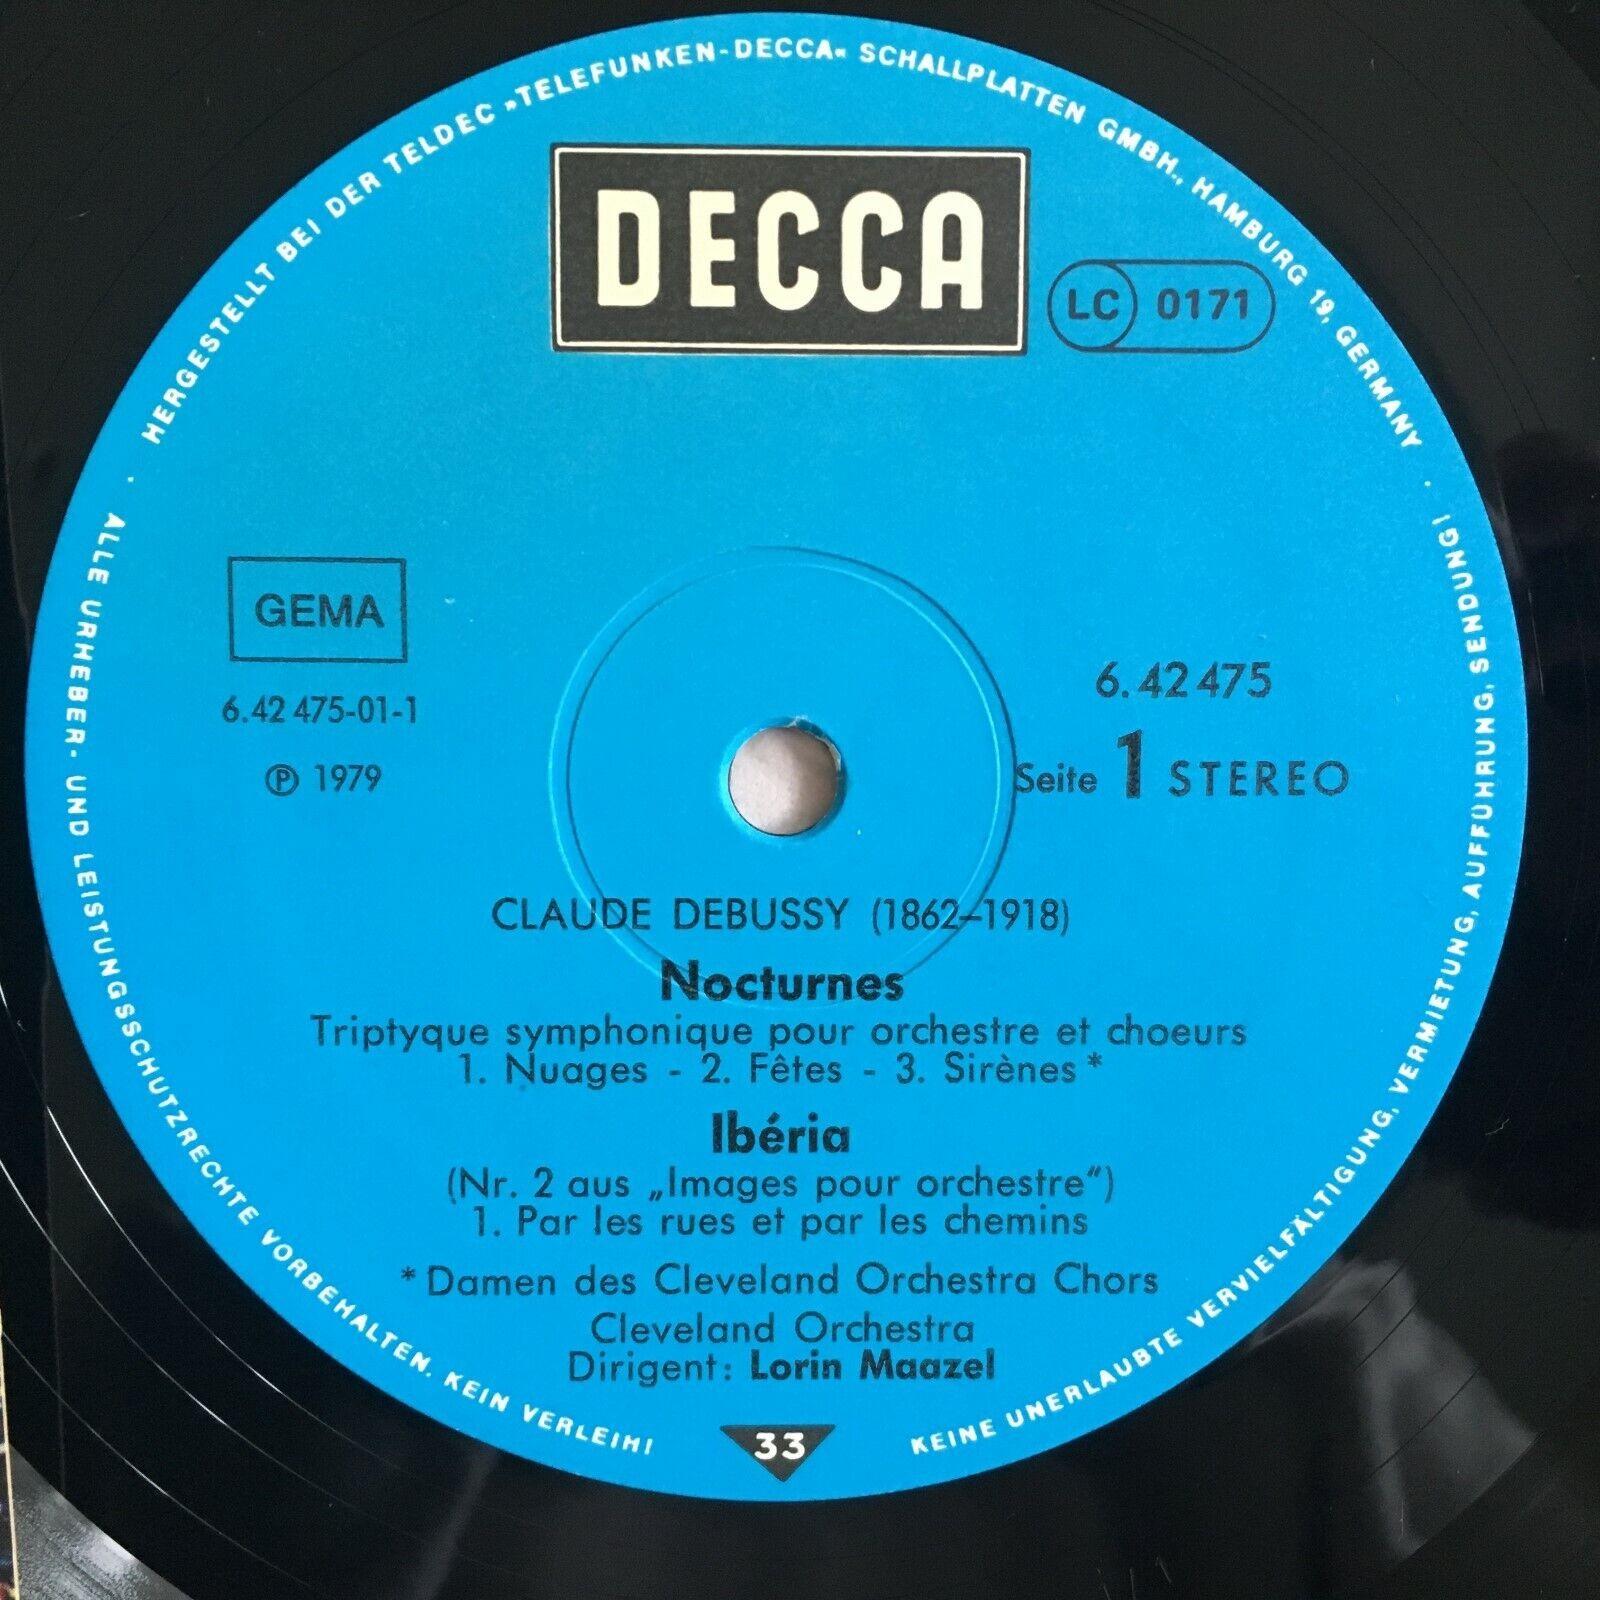 HERGESTELLT BEI DER TELDEC »TELEFUNKEN-DECCA« SCHALLPLATTEN GMBH., HAMBURG 19, GERMANY
DECCA
LC 0171
GEMA
6.42 475-01-1
℗ 1979
6.42 475
Seite 1 STEREO
CLAUDE DEBUSSY (1862–1918)
Nocturnes
Triptyque symphonique pour orchestre et choeurs
1. Nuages - 2. Fêtes - 3. Sirènes *
Ibéria
(Nr. 2 aus „Images pour orchestre“)
1. Par les rues et par les chemins
* Damen des Cleveland Orchestra Chors
Cleveland Orchestra
Dirigent: Lorin Maazel
33
· ALLE URHEBER- UND LEISTUNGSSCHUTZRECHTE VORBEHALTEN. KEIN VERLEIH!
KEINE UNERLAUBTE VERVIELFÄLTIGUNG, VERMIETUNG, AUFFÜHRUNG, SENDUNG! ·